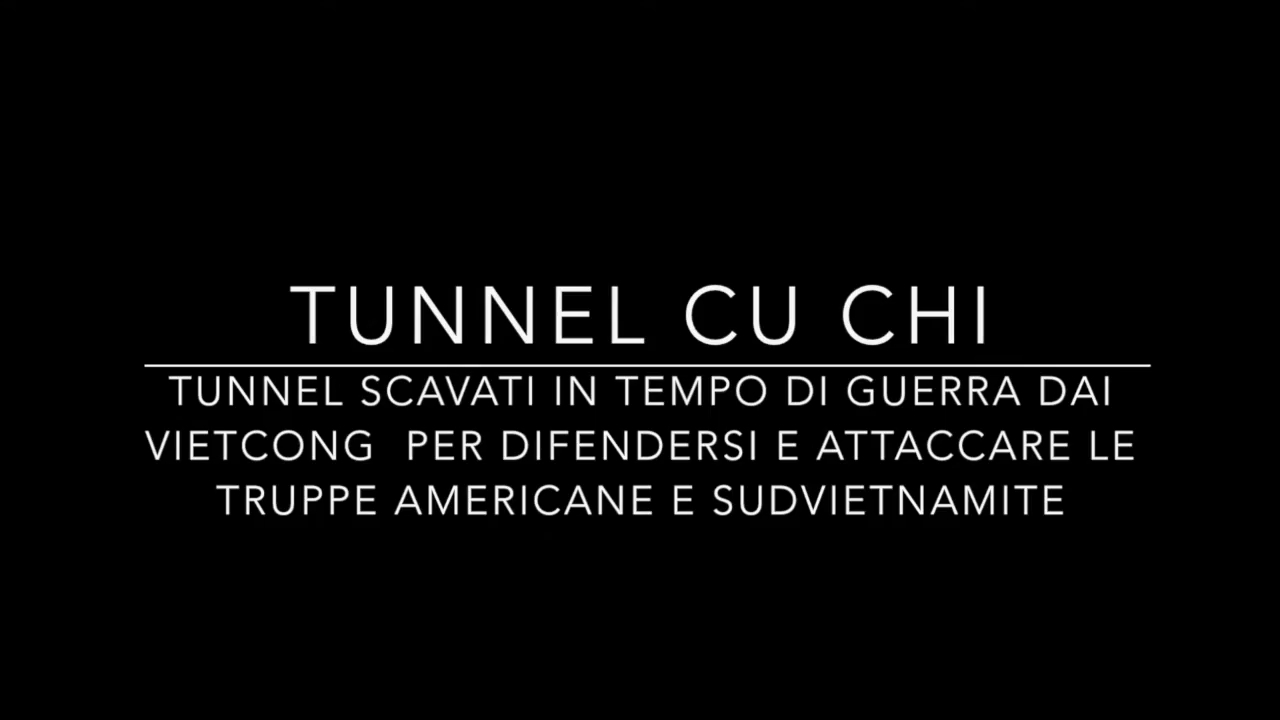 TUNNEL CU CHI
TUNNEL SCAVATI IN TEMPO DI GUERRA DAI
VIETCONG  PER DIFENDERSI E ATTACCARE LE
TRUPPE AMERICANE E SUDVIETNAMITE